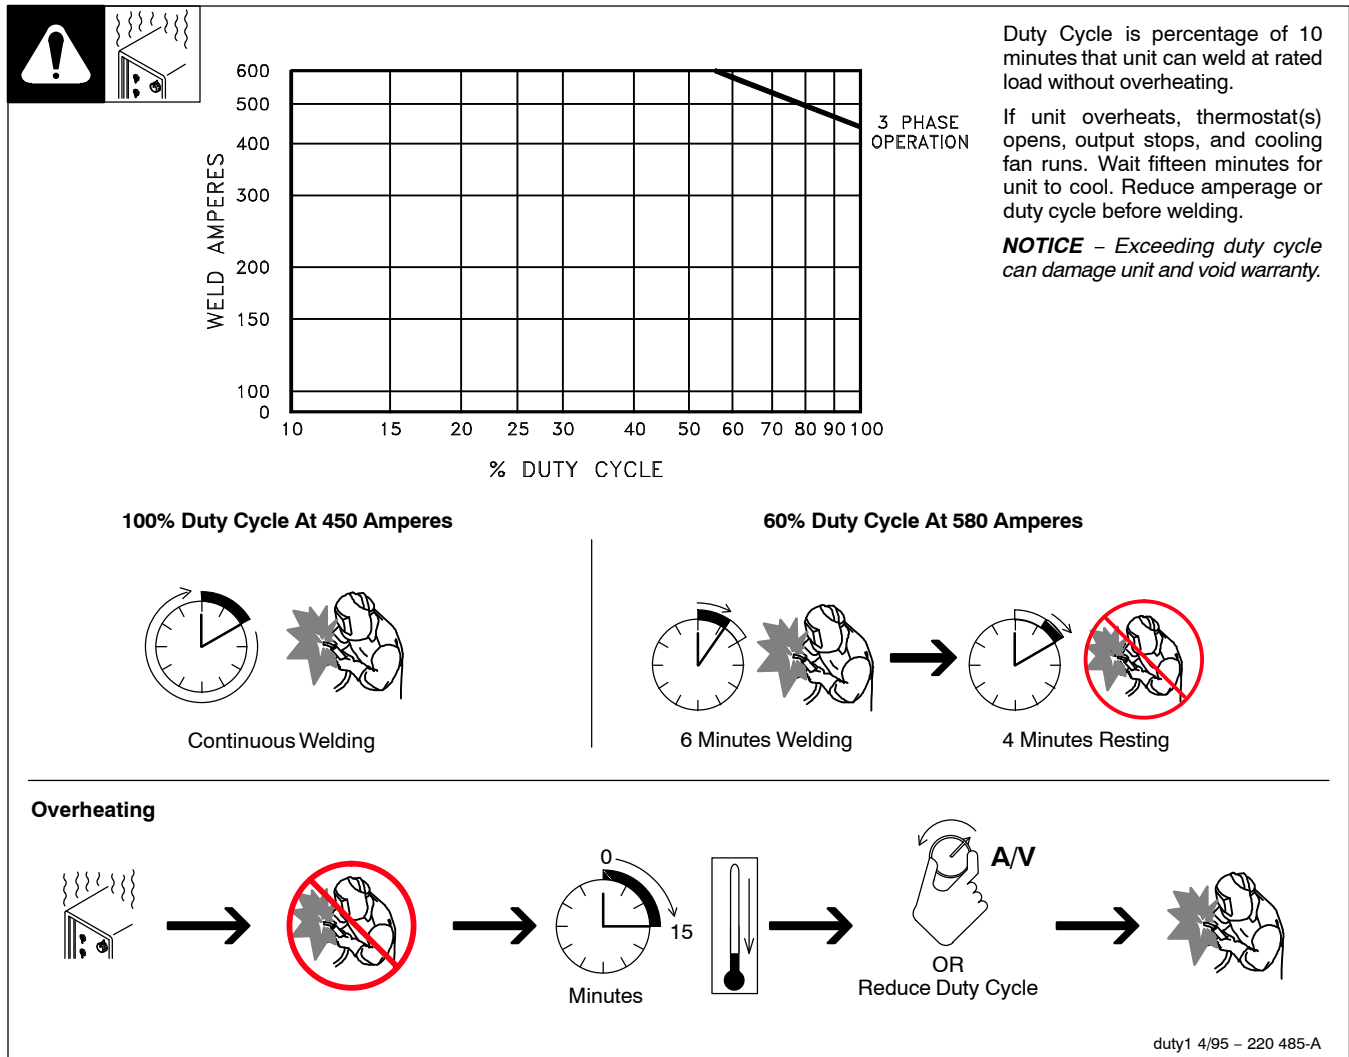 Duty Cycle is percentage of 10
minutes that unit can weld at rated
load without overheating.
If unit overheats, thermostat(s)
opens, output stops, and cooling
fan runs. Wait fifteen minutes for
unit to cool. Reduce amperage or
duty cycle before welding.
NOTICE – Exceeding duty cycle
can damage unit and void warranty.
WELD AMPERES
600
500
400
300
200
150
100
0
3 PHASE
OPERATION
10 15 20 25 30 40 50 60 70 80 90 100
% DUTY CYCLE
100% Duty Cycle At 450 Amperes
60% Duty Cycle At 580 Amperes
Continuous Welding
6 Minutes Welding
4 Minutes Resting
Overheating
0
15
Minutes
A/V
OR
Reduce Duty Cycle
duty1 4/95 – 220 485-A